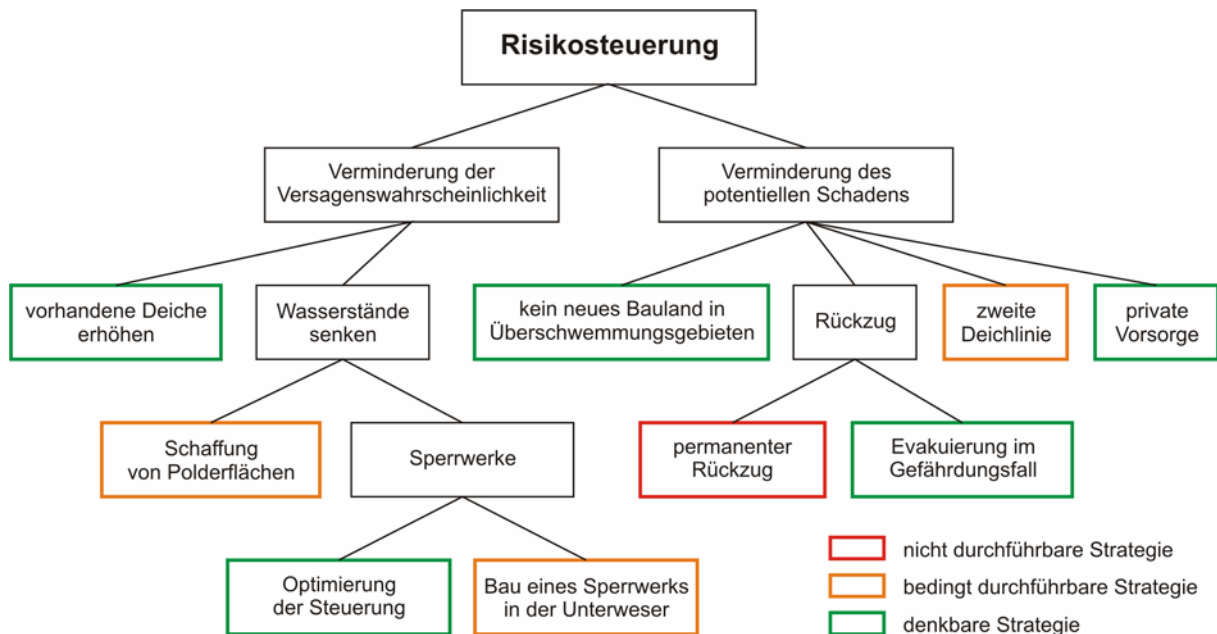 Risikosteuerung
Verminderung der
Versagenswahrscheinlichkeit
Verminderung des
potentiellen Schadens
vorhandene Deiche
erhöhen
Wasserstände
senken
kein neues Bauland in
Überschwemmungsgebieten
Rückzug
zweite
Deichlinie
private
Vorsorge
Schaffung
von Polderflächen
Sperrwerke
permanenter
Rückzug
Evakuierung im
Gefährdungsfall
Optimierung
der Steuerung
Bau eines Sperrwerks
in der Unterweser
nicht durchführbare Strategie
bedingt durchführbare Strategie
denkbare Strategie